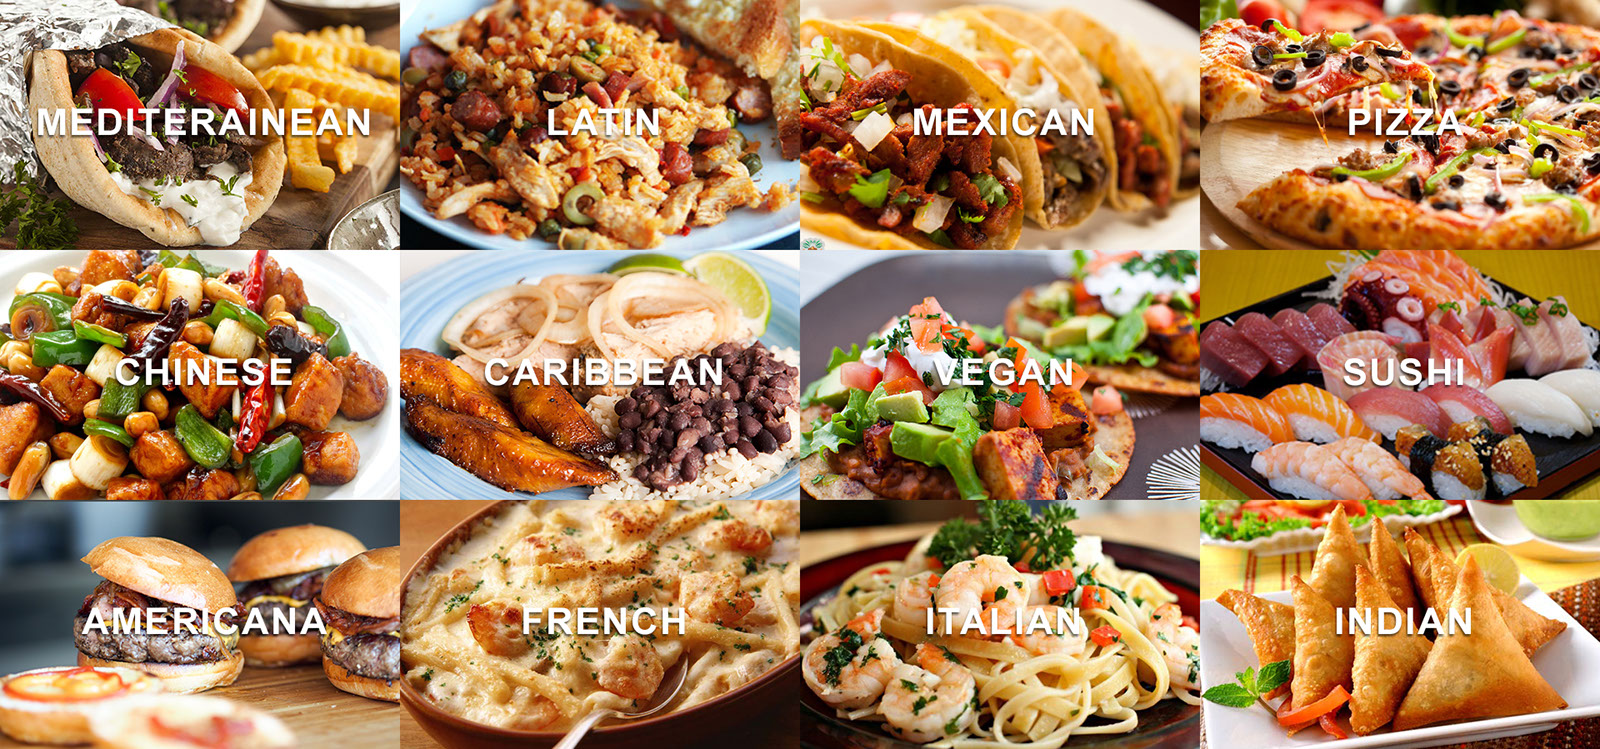 MEDITERAINEAN
LATIN
MEXICAN
PIZZA
CHINESE
CARIBBEAN
VEGAN
SUSHI
AMERICANA
FRENCH
ITALIAN
INDIAN